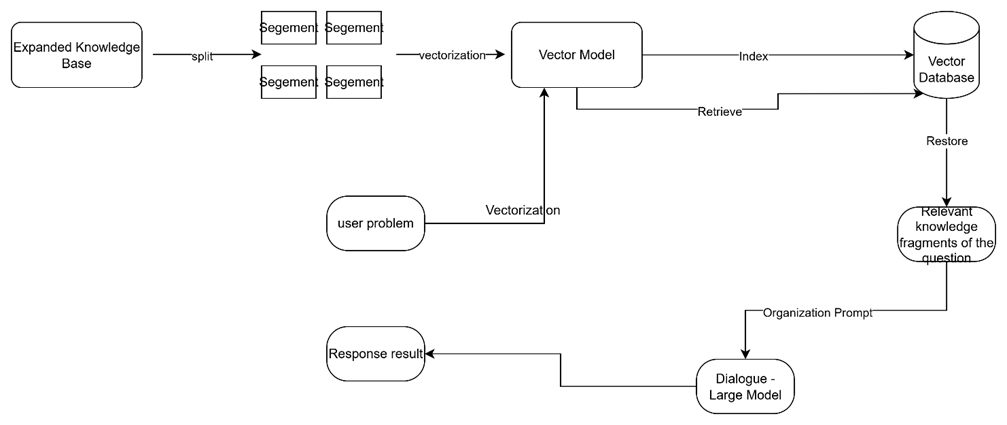 Segement Segement
Expanded Knowledge
Base
split
vectorization
Vector Model
Index
Vector
Database
Segement Segement
Retrieve
Restore
user problem
Vectorization
Relevant
knowledge
fragments of the
question
Organization Prompt
Response result
Dialogue -
Large Model